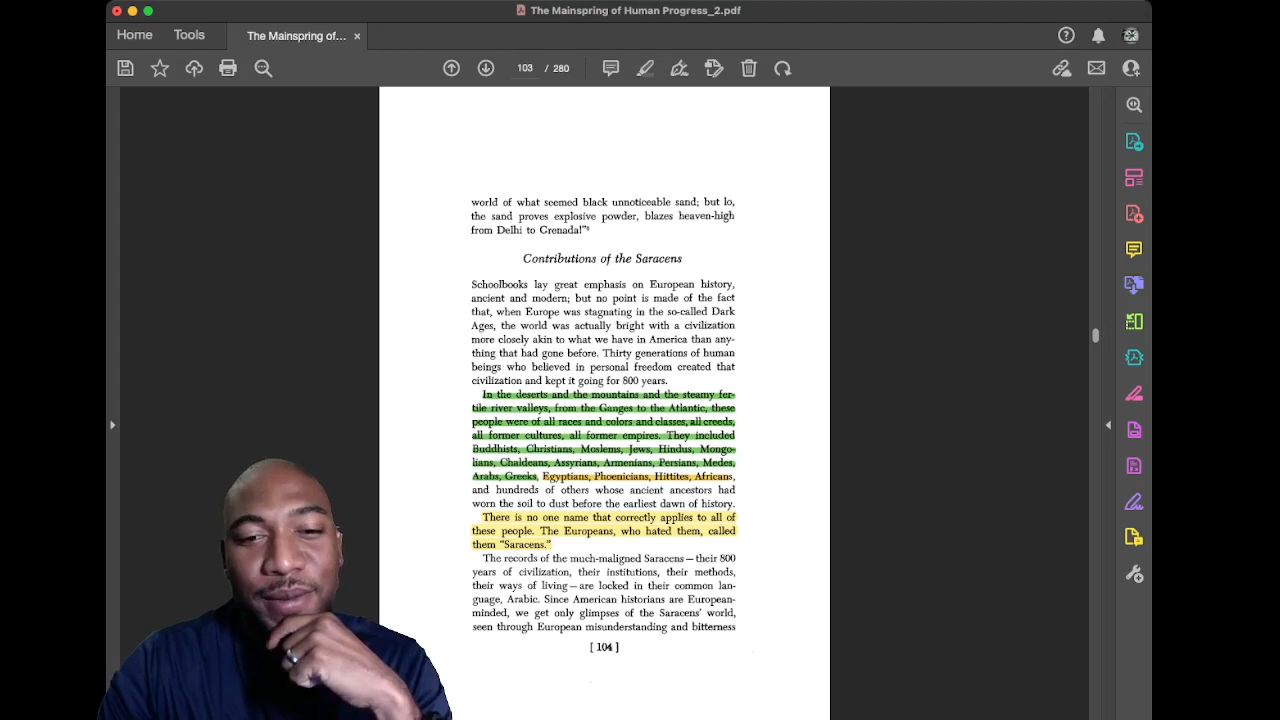 The Mainspring of Human Progress_2.pdf
Home Tools The Mainspring of... ×
103 / 280
world of what seemed black unnoticeable sand; but lo,
the sand proves explosive powder, blazes heaven-high
from Delhi to Grenada!"⁶
Contributions of the Saracens
Schoolbooks lay great emphasis on European history,
ancient and modern; but no point is made of the fact
that, when Europe was stagnating in the so-called Dark
Ages, the world was actually bright with a civilization
more closely akin to what we have in America than any-
thing that had gone before. Thirty generations of human
beings who believed in personal freedom created that
civilization and kept it going for 800 years.
In the deserts and the mountains and the steamy fer-
tile river valleys, from the Ganges to the Atlantic, these
people were of all races and colors and classes, all creeds,
all former cultures, all former empires. They included
Buddhists, Christians, Moslems, Jews, Hindus, Mongo-
lians, Chaldeans, Assyrians, Armenians, Persians, Medes,
Arabs, Greeks, Egyptians, Phoenicians, Hittites, Africans,
and hundreds of others whose ancient ancestors had
worn the soil to dust before the earliest dawn of history.
There is no one name that correctly applies to all of
these people. The Europeans, who hated them, called
them "Saracens."
The records of the much-maligned Saracens—their 800
years of civilization, their institutions, their methods,
their ways of living—are locked in their common lan-
guage, Arabic. Since American historians are European-
minded, we get only glimpses of the Saracens' world,
seen through European misunderstanding and bitterness
[ 104 ]